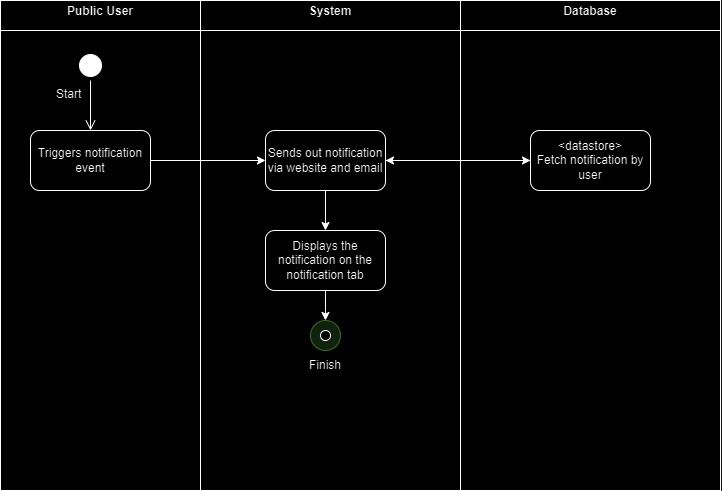 Public User
System
Database
Start
Triggers notification
event
Sends out notification
via website and email
<datastore>
Fetch notification by
user
Displays the
notification on the
notification tab
Finish